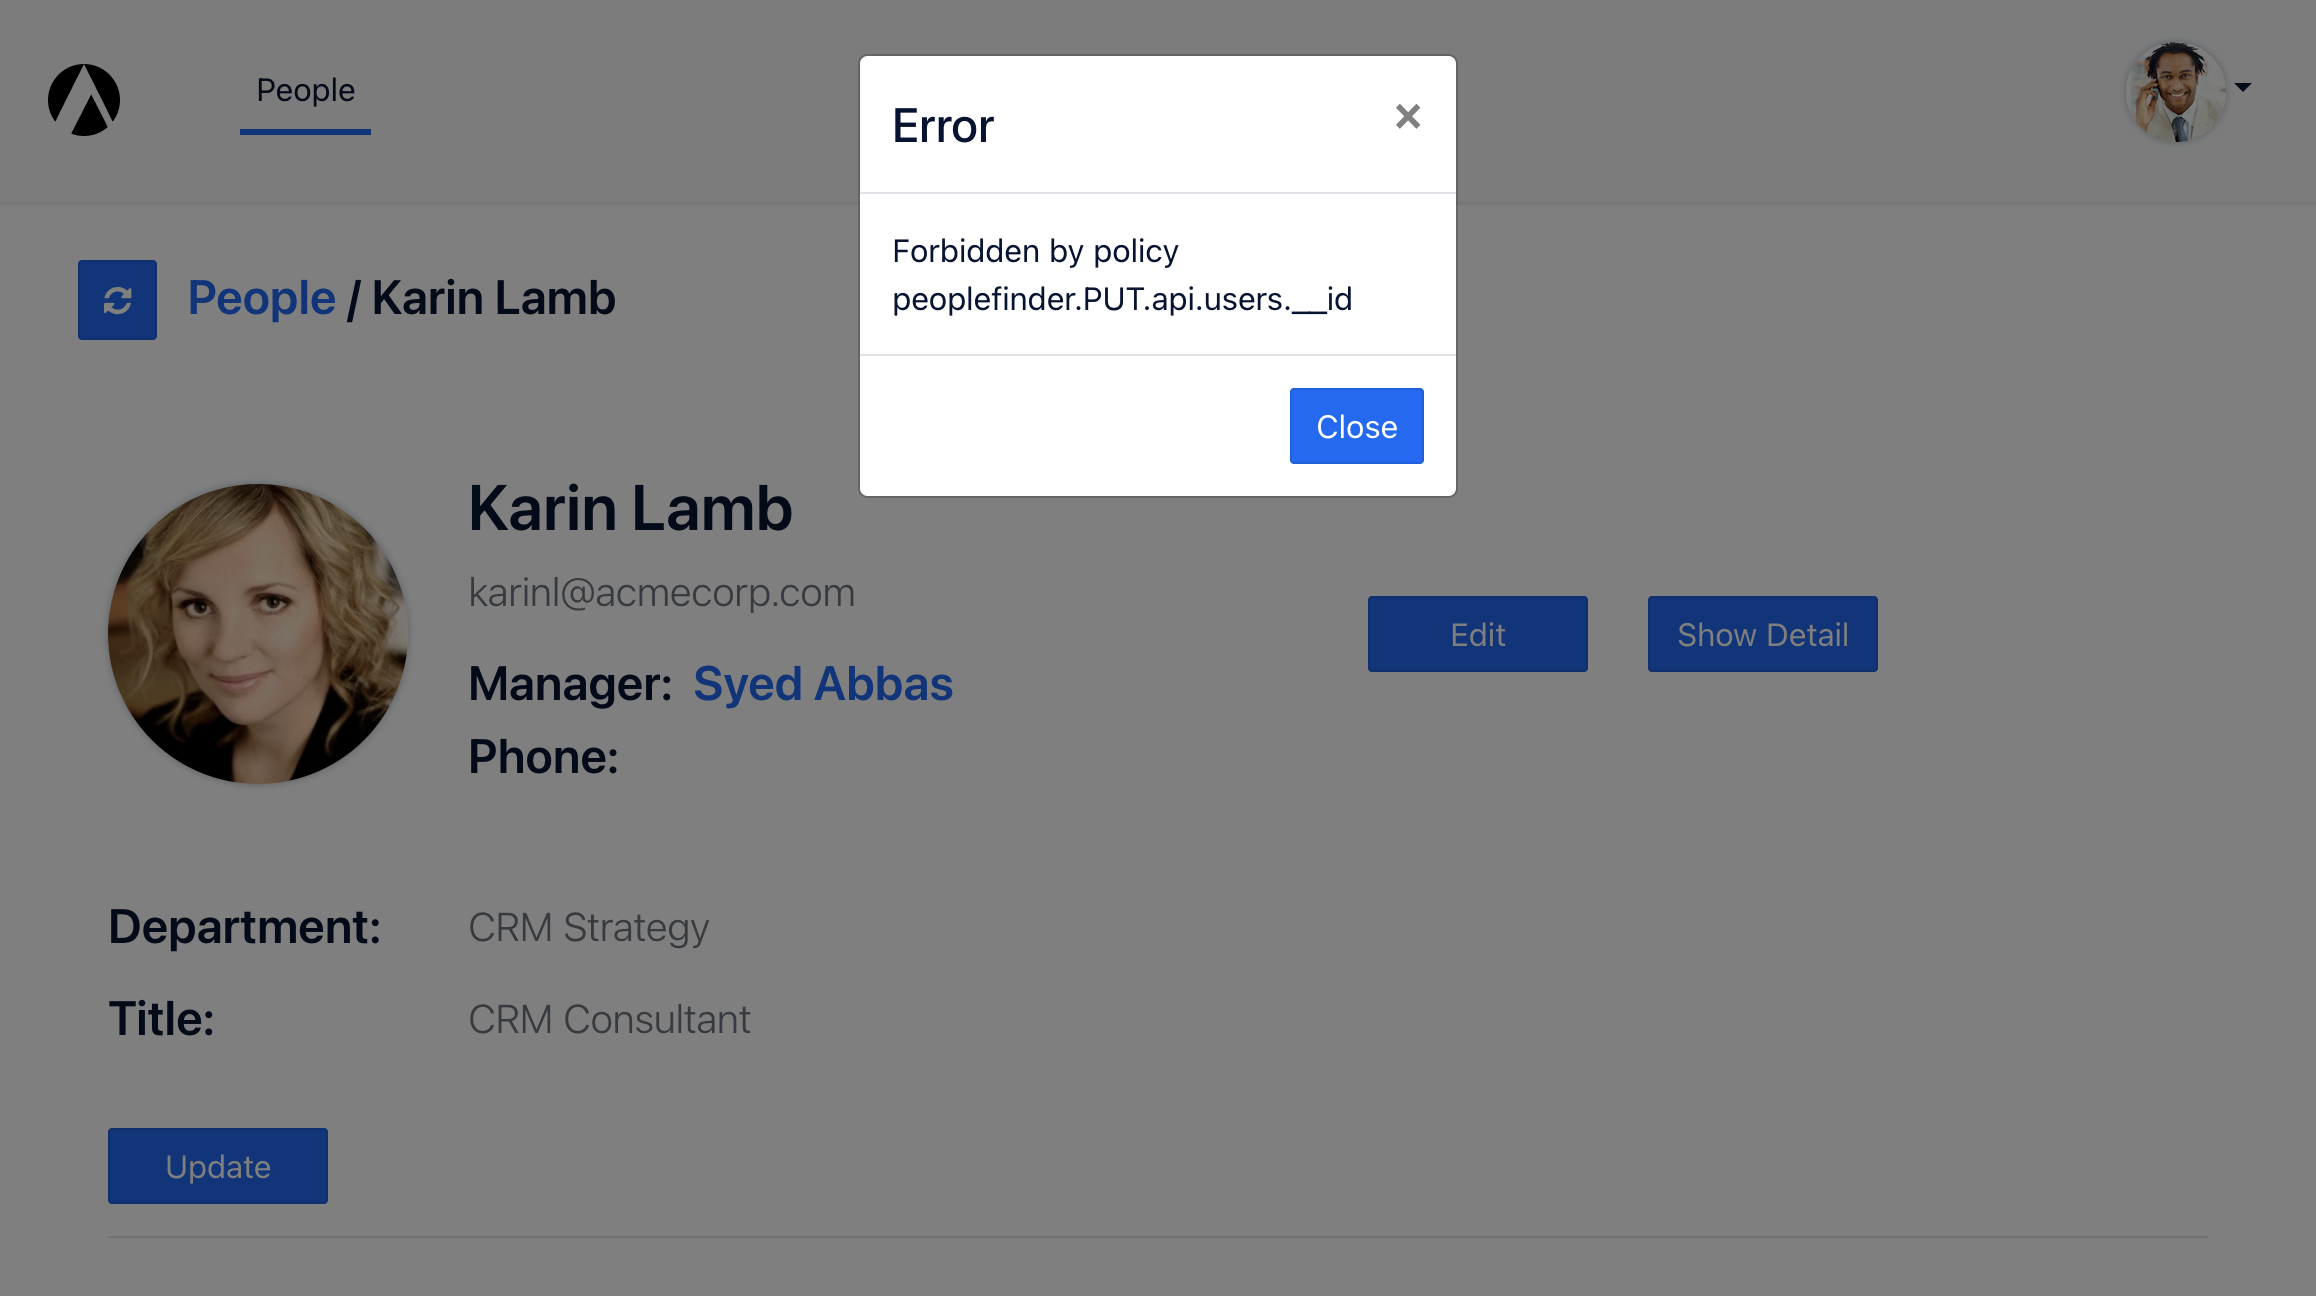 People
Error
×
Forbidden by policy
peoplefinder.PUT.api.users.__id
Close
People / Karin Lamb
Karin Lamb
karinl@acmecorp.com
Manager: Syed Abbas
Phone:
Edit
Show Detail
Department: CRM Strategy
Title: CRM Consultant
Update